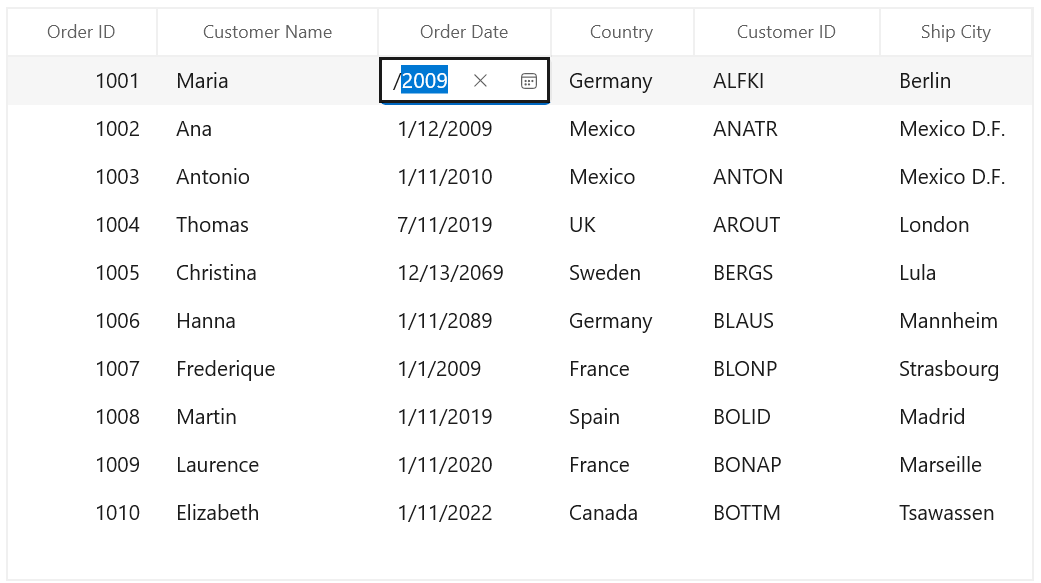 Order ID Customer Name Order Date Country Customer ID Ship City
1001 Maria /2009 Germany ALFKI Berlin
1002 Ana 1/12/2009 Mexico ANATR Mexico D.F.
1003 Antonio 1/11/2010 Mexico ANTON Mexico D.F.
1004 Thomas 7/11/2019 UK AROUT London
1005 Christina 12/13/2069 Sweden BERGS Lula
1006 Hanna 1/11/2089 Germany BLAUS Mannheim
1007 Frederique 1/1/2009 France BLONP Strasbourg
1008 Martin 1/11/2019 Spain BOLID Madrid
1009 Laurence 1/11/2020 France BONAP Marseille
1010 Elizabeth 1/11/2022 Canada BOTTM Tsawassen